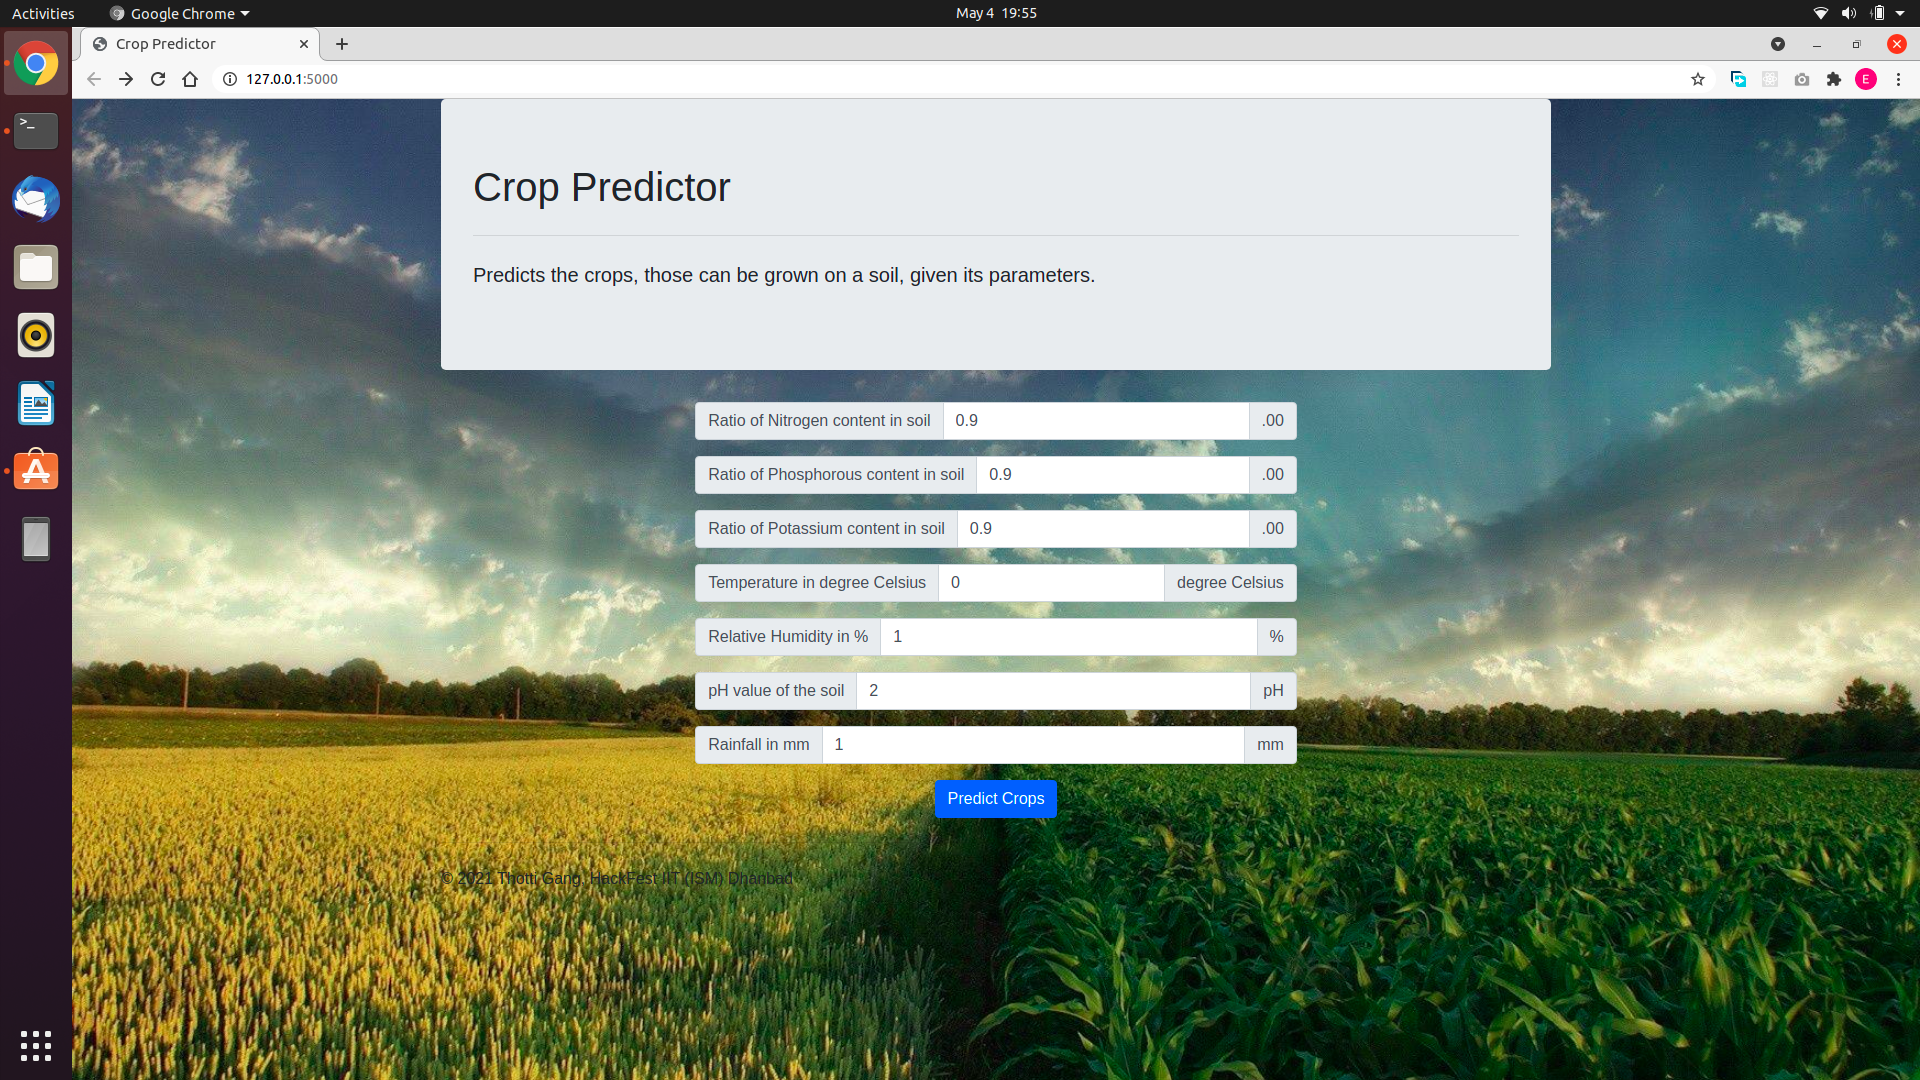 Activities
Google Chrome
May 4 19:55
Crop Predictor
127.0.0.1:5000
E
>_
Crop Predictor
Predicts the crops, those can be grown on a soil, given its parameters.
Ratio of Nitrogen content in soil 0.9 .00
Ratio of Phosphorous content in soil 0.9 .00
Ratio of Potassium content in soil 0.9 .00
Temperature in degree Celsius 0 degree Celsius
Relative Humidity in % 1 %
pH value of the soil 2 pH
Rainfall in mm 1 mm
Predict Crops
© 2021 Thotti Gang, HackFest IIT (ISM) Dhanbad